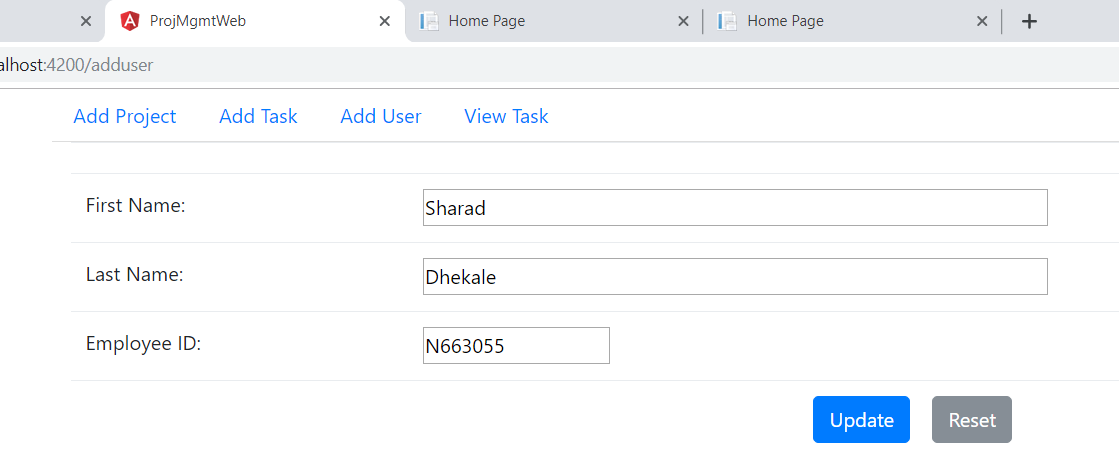 ProjMgmtWeb Home Page Home Page
alhost:4200/adduser
Add Project Add Task Add User View Task
First Name: Sharad
Last Name: Dhekale
Employee ID: N663055
Update Reset